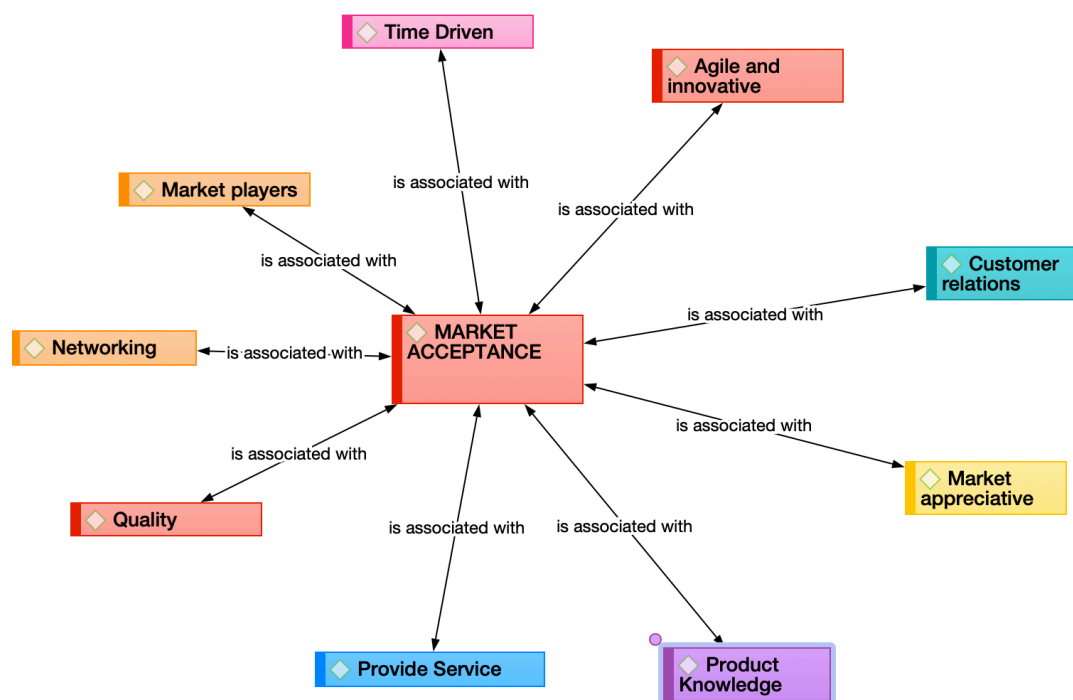 Time Driven
Agile and
innovative
is associated with
Market players
is associated with
is associated with
Customer
relations
is associated with
is associated with
MARKET
ACCEPTANCE
Networking
is associated with
is associated with
is associated with
Market
appreciative
Quality
is associated with
is associated with
Provide Service
Product
Knowledge